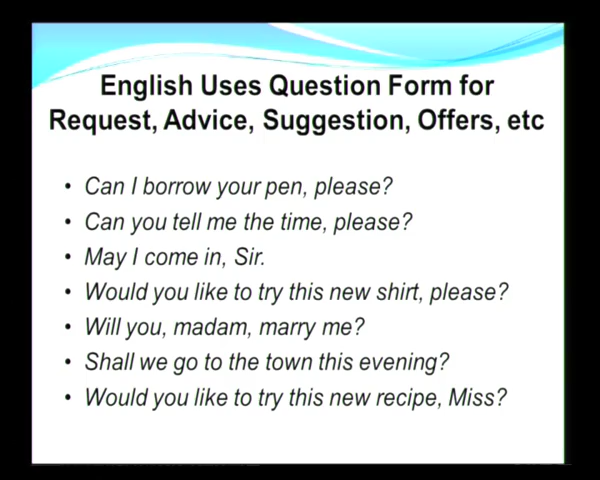 English Uses Question Form for
Request, Advice, Suggestion, Offers, etc
• Can I borrow your pen, please?
• Can you tell me the time, please?
• May I come in, Sir.
• Would you like to try this new shirt, please?
• Will you, madam, marry me?
• Shall we go to the town this evening?
• Would you like to try this new recipe, Miss?